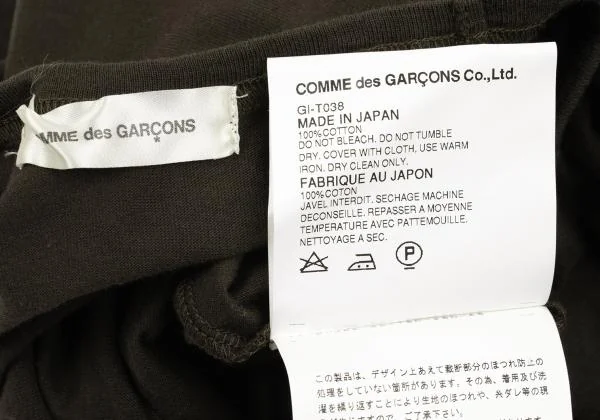 MME des GARÇONS
*
COMME des GARÇONS Co.,Ltd.
GI-T038
MADE IN JAPAN
100%COTTON
DO NOT BLEACH. DO NOT TUMBLE
DRY. COVER WITH CLOTH, USE WARM
IRON. DRY CLEAN ONLY.
FABRIQUE AU JAPON
100%COTON
JAVEL INTERDIT. SECHAGE MACHINE
DECONSEILLE. REPASSER A MOYENNE
TEMPERATURE AVEC PATTEMOUILLE.
NETTOYAGE A SEC.
P
この製品は、デザイン上あえて裁断部分のほつれ防止の
処理をしていない箇所があります。その為、着用及び洗
濯を繰り返すことにより生地のほつれや、糸ダレ等の現